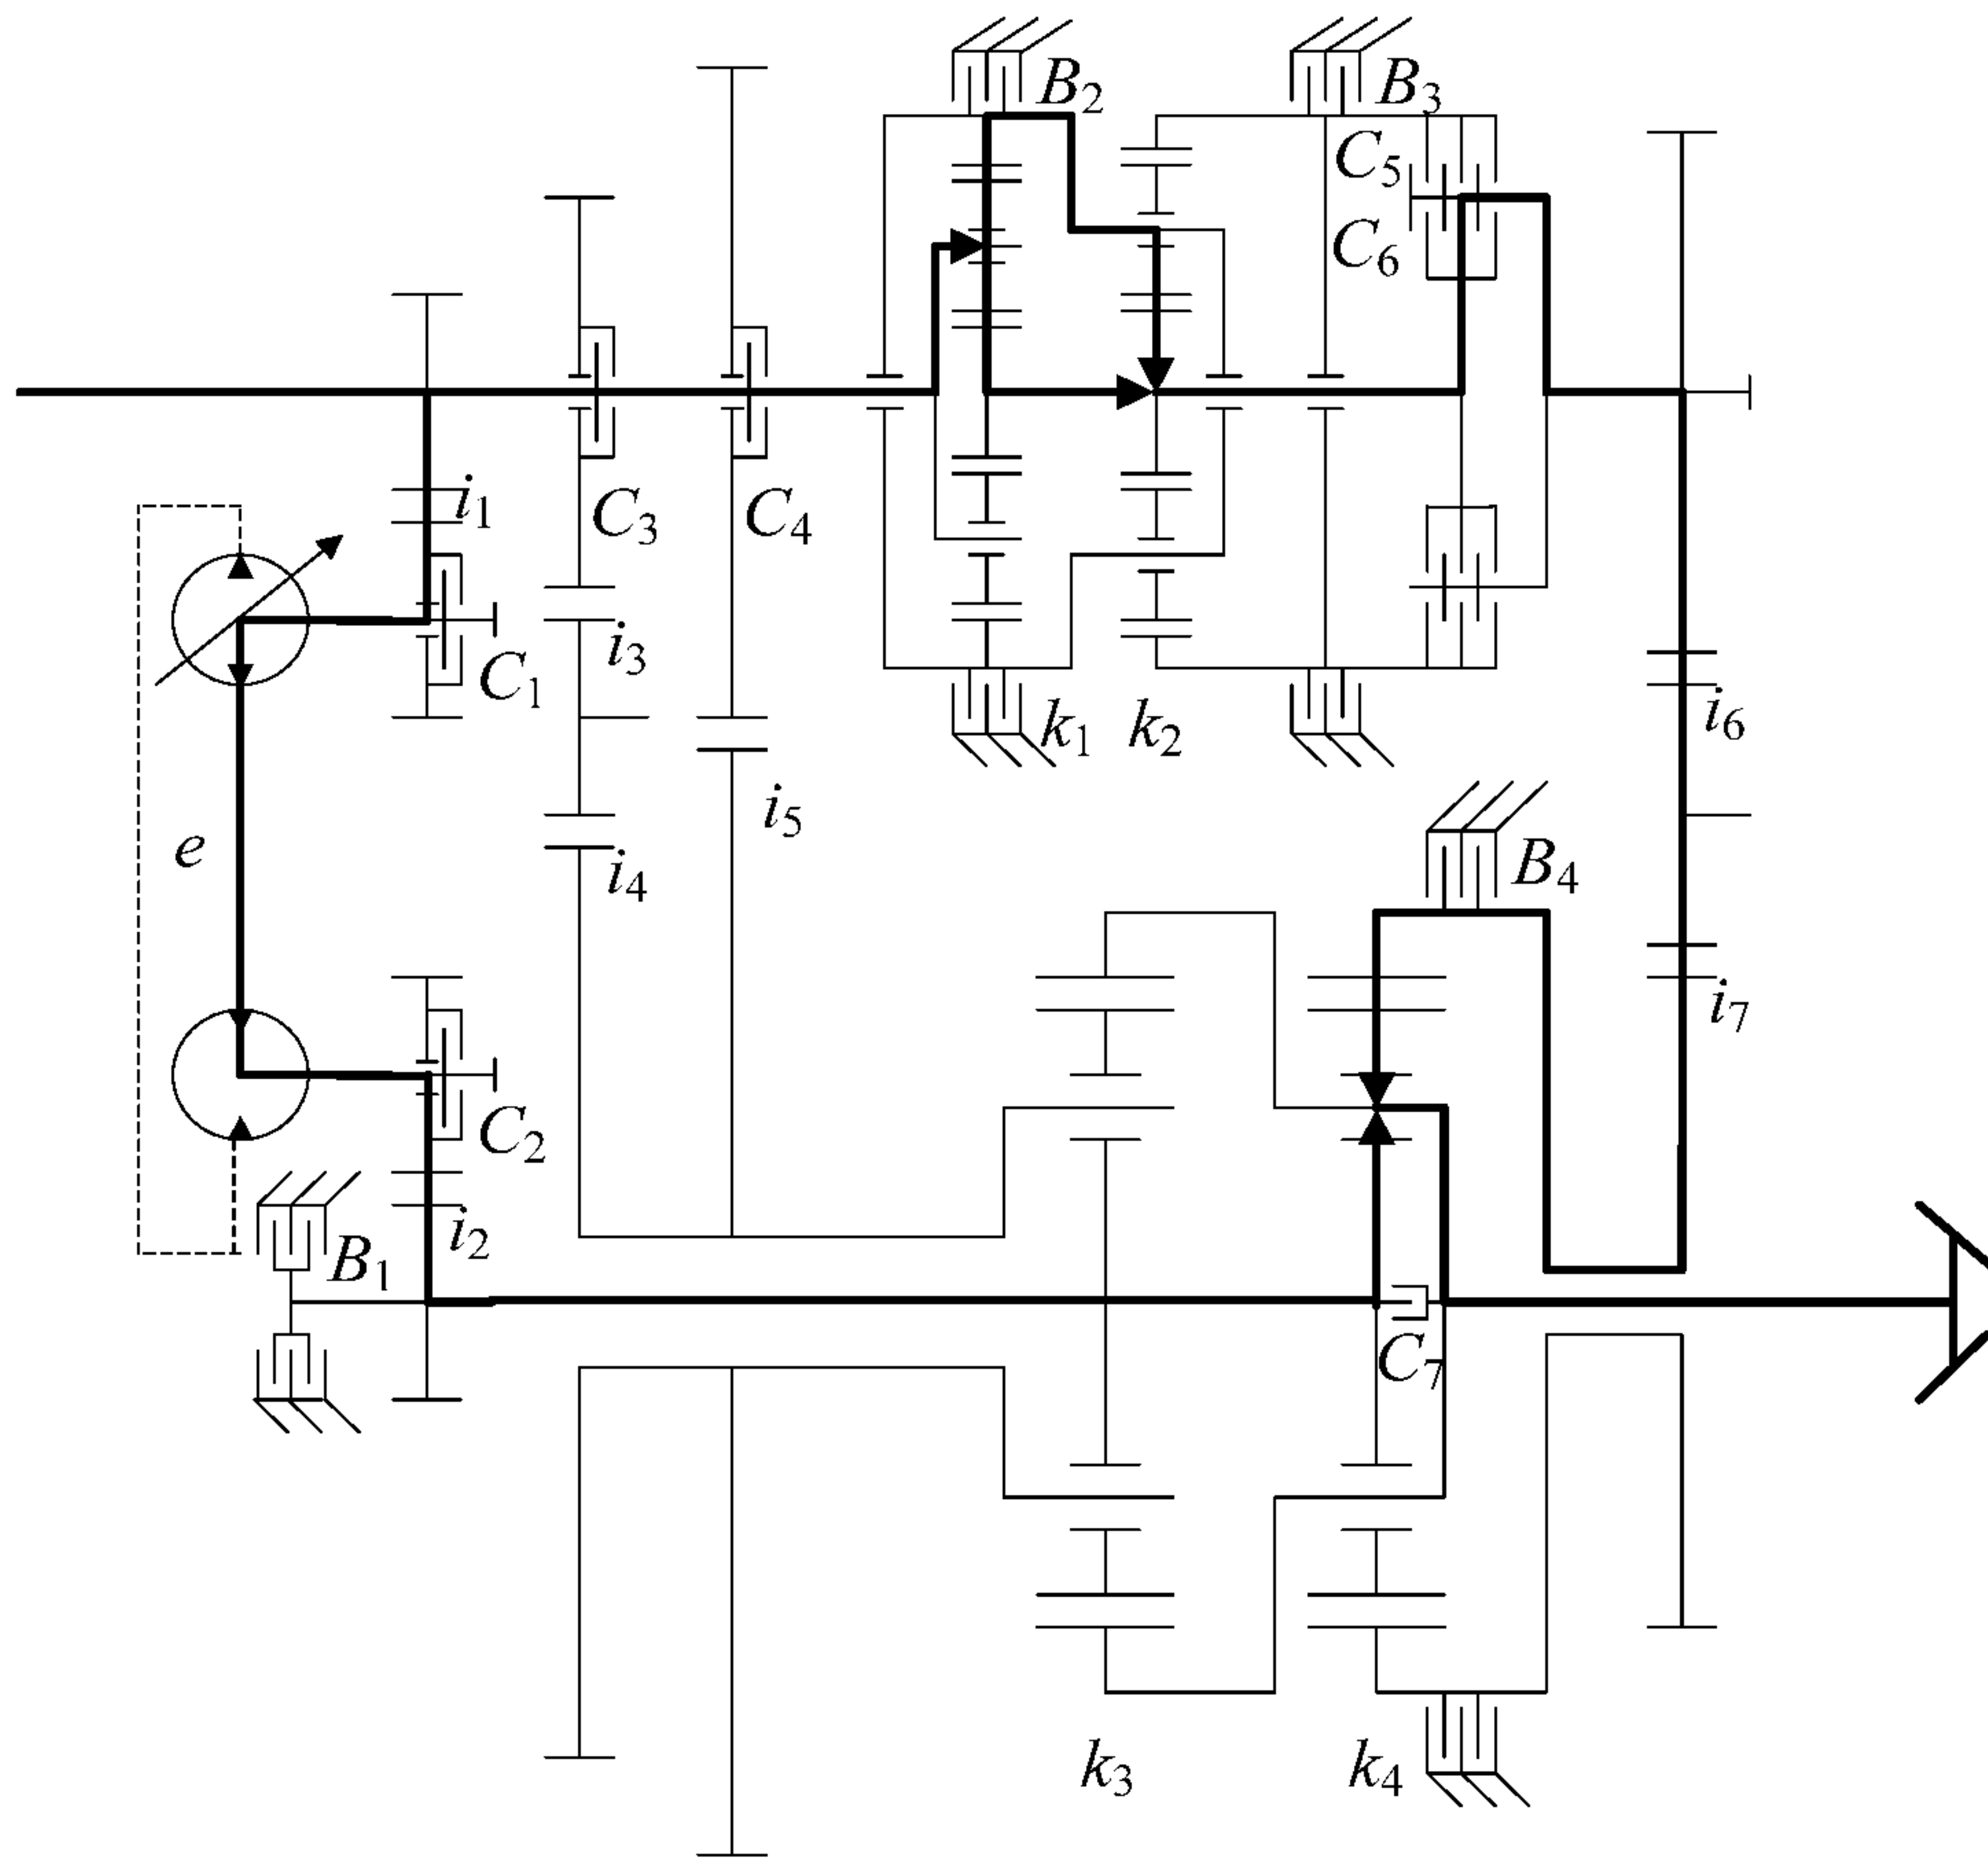 B₂
B₃
C₅
C₆
i₁
C₃
C₄
i₃
C₁
k₁ k₂
i₆
i₅
e
i₄
B₄
i₇
C₂
i₂
B₁
C₇
k₃
k₄